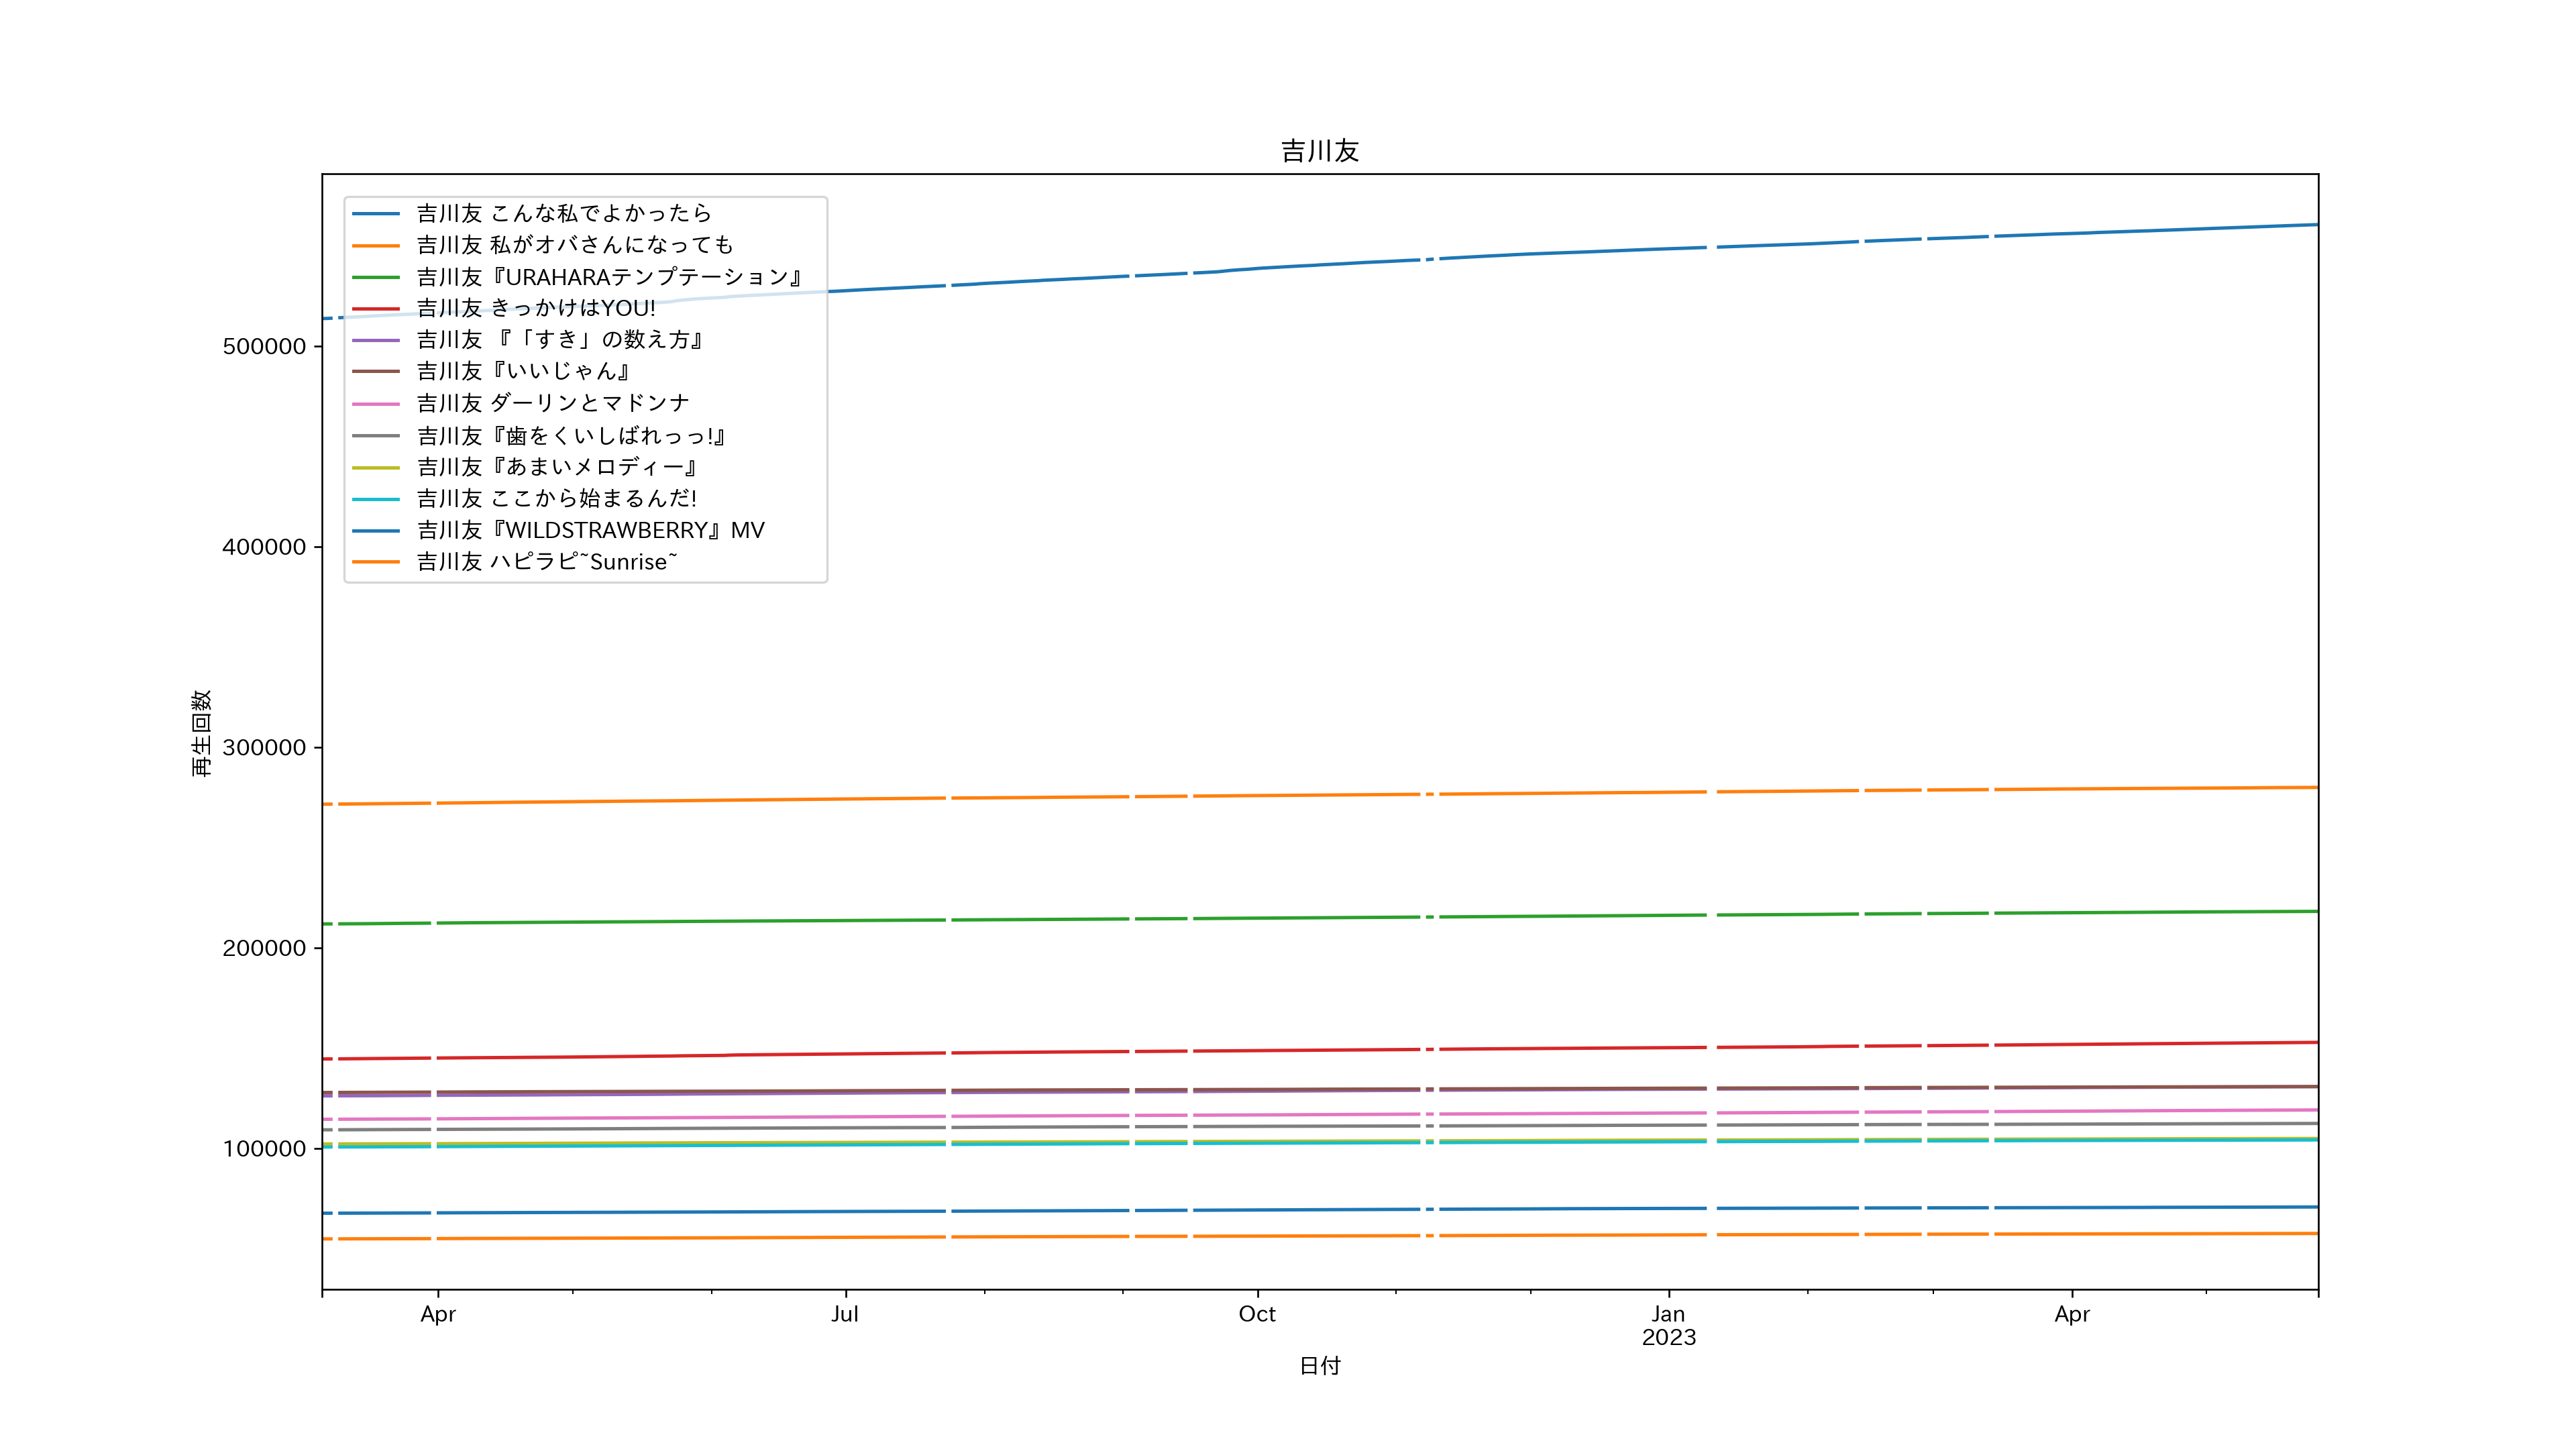 吉川友
吉川友 こんな私でよかったら
吉川友 私がオバさんになっても
吉川友『URAHARAテンプテーション』
吉川友 きっかけはYOU!
吉川友 『「すき」の数え方』
吉川友『いいじゃん』
吉川友 ダーリンとマドンナ
吉川友『歯をくいしばれっっ!』
吉川友『あまいメロディー』
吉川友 ここから始まるんだ!
吉川友『WILDSTRAWBERRY』MV
吉川友 ハピラピ~Sunrise~
500000
400000
300000
200000
100000
再生回数
Apr
Jul
Oct
Jan
2023
Apr
日付